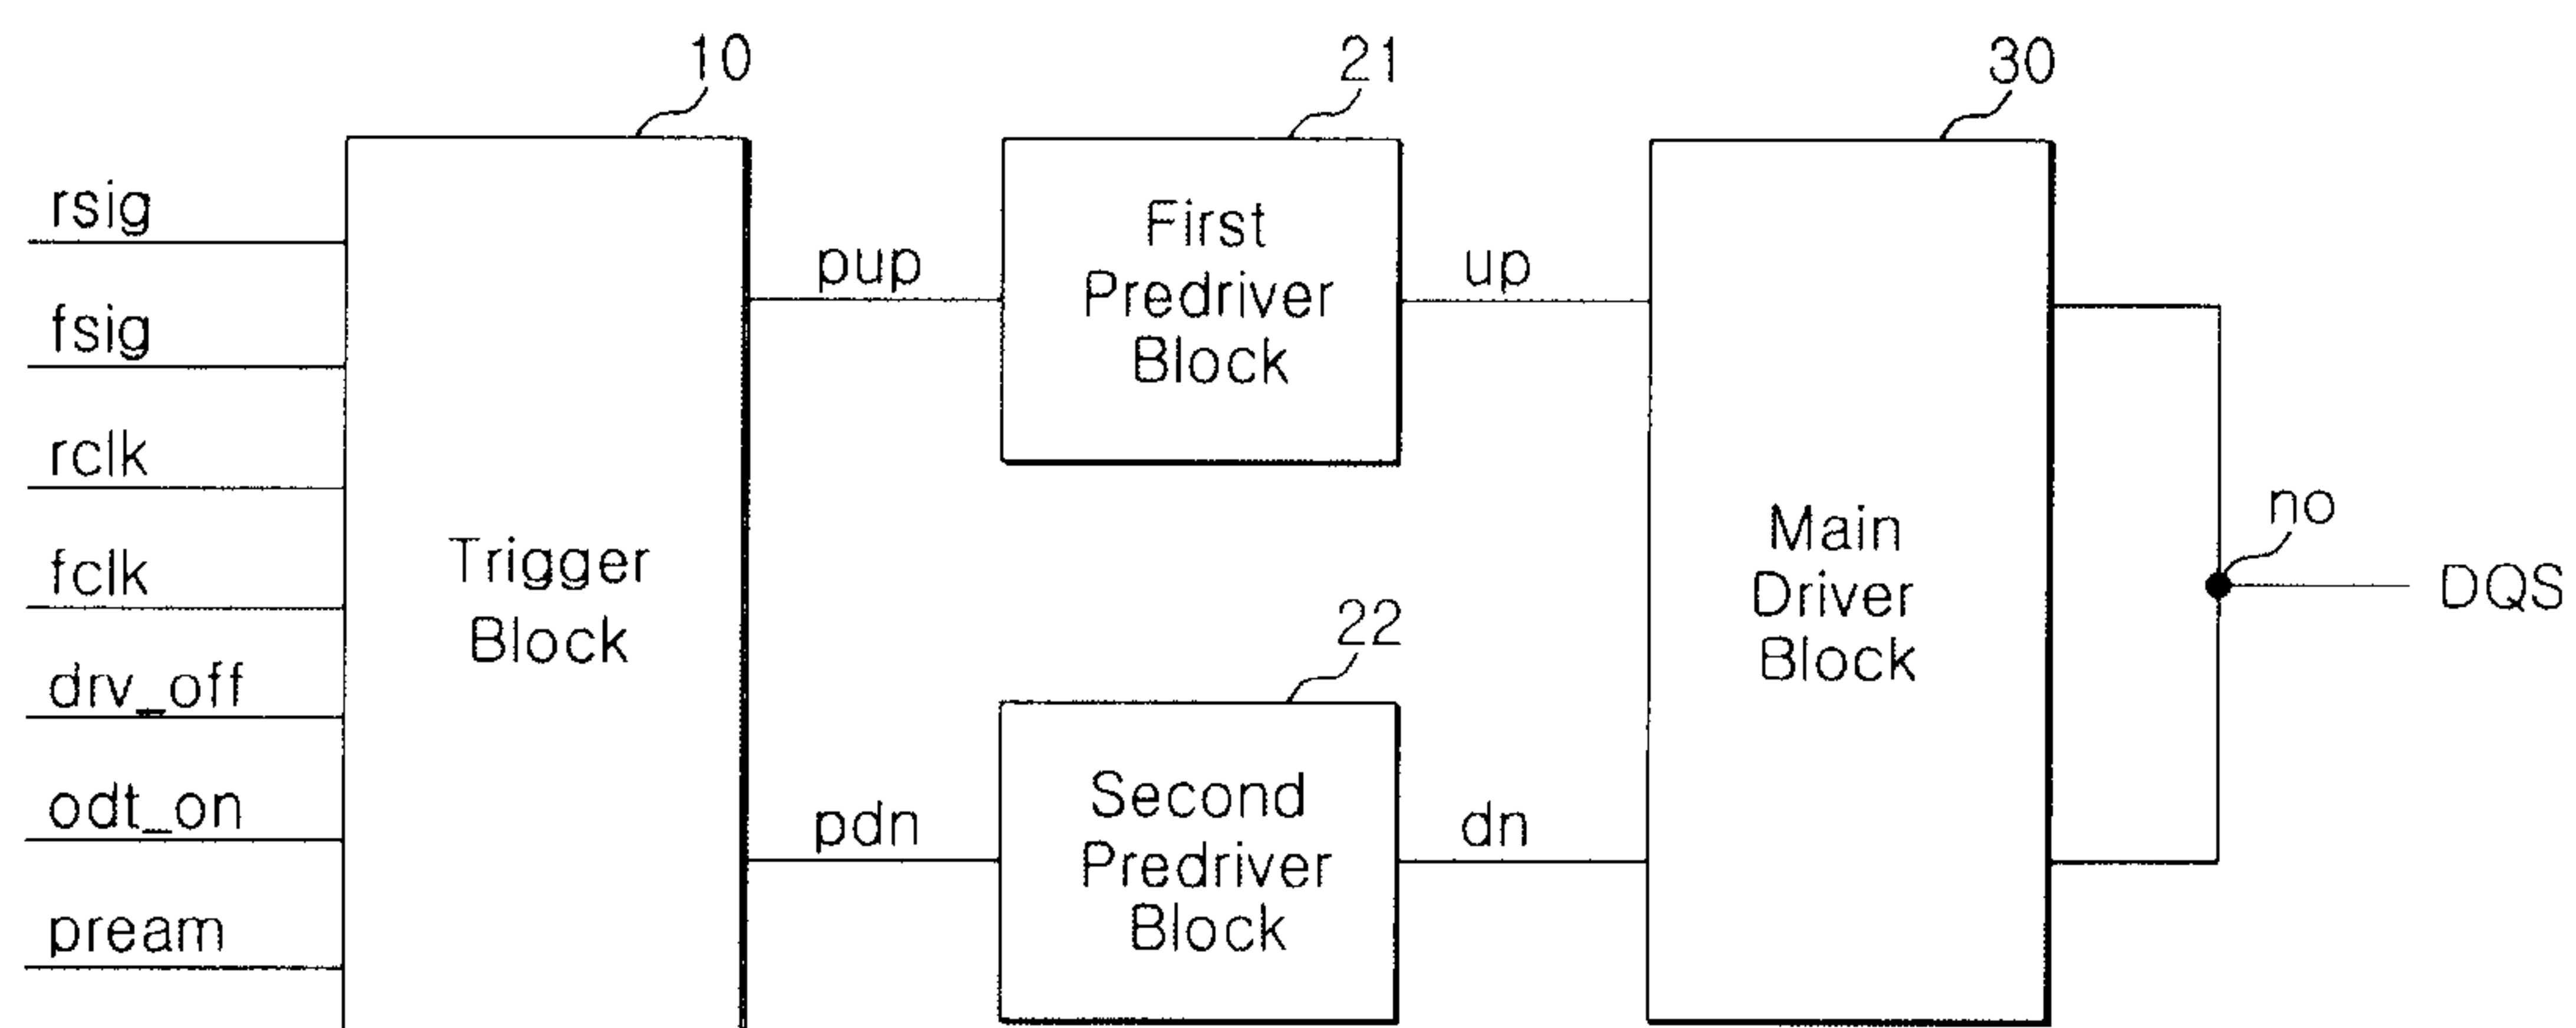 10
21
30
rsig
fsig
rclk
fclk
drv_off
odt_on
pream
Trigger
Block
pup
pdn
First
Predriver
Block
22
Second
Predriver
Block
up
dn
Main
Driver
Block
no
DQS